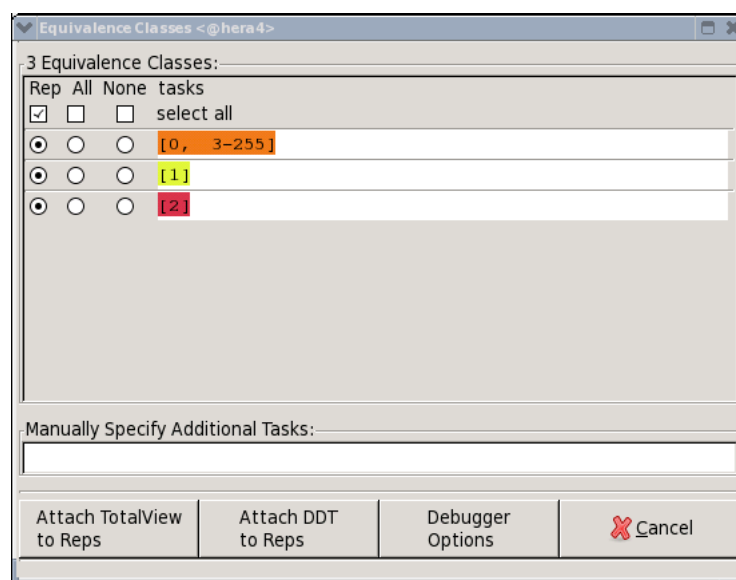 Equivalence Classes <@hera4>
3 Equivalence Classes:
Rep All None tasks
select all
[0, 3-255]
[1]
[2]
Manually Specify Additional Tasks:
Attach TotalView to Reps
Attach DDT to Reps
Debugger Options
Cancel